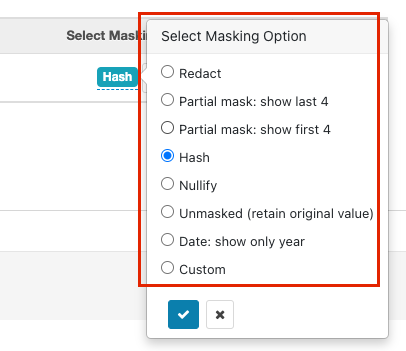 Select Maski
Select Masking Option
Hash
Redact
Partial mask: show last 4
Partial mask: show first 4
Hash
Nullify
Unmasked (retain original value)
Date: show only year
Custom